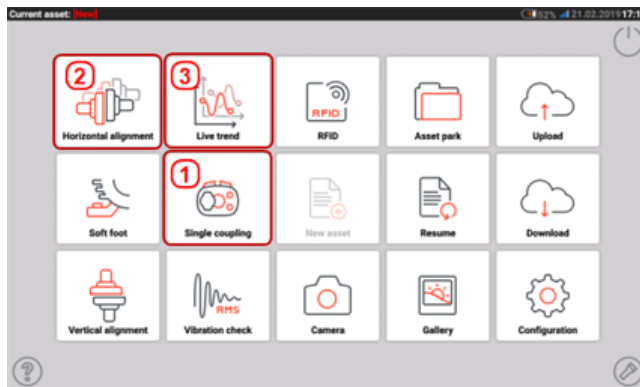 Current asset: [New]
52%
21.02.2019 17:1
2
3
Horizontal alignment
Live trend
RFID
RFID
Asset park
Upload
1
Soft foot
Single coupling
New asset
Resume
Download
RMS
Vertical alignment
Vibration check
Camera
Gallery
Configuration
?